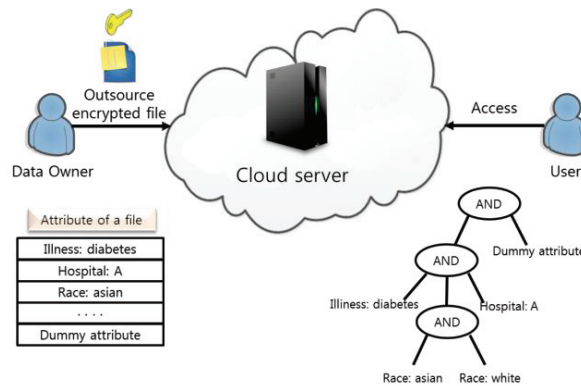 Outsource
encrypted file
Access
Data Owner
Cloud server
User
Attribute of a file
Illness: diabetes
Hospital: A
Race: asian
. . . .
Dummy attribute
AND
Dummy attribute
AND
Illiness: diabetes
Hospital: A
AND
Race: asian
Race: white